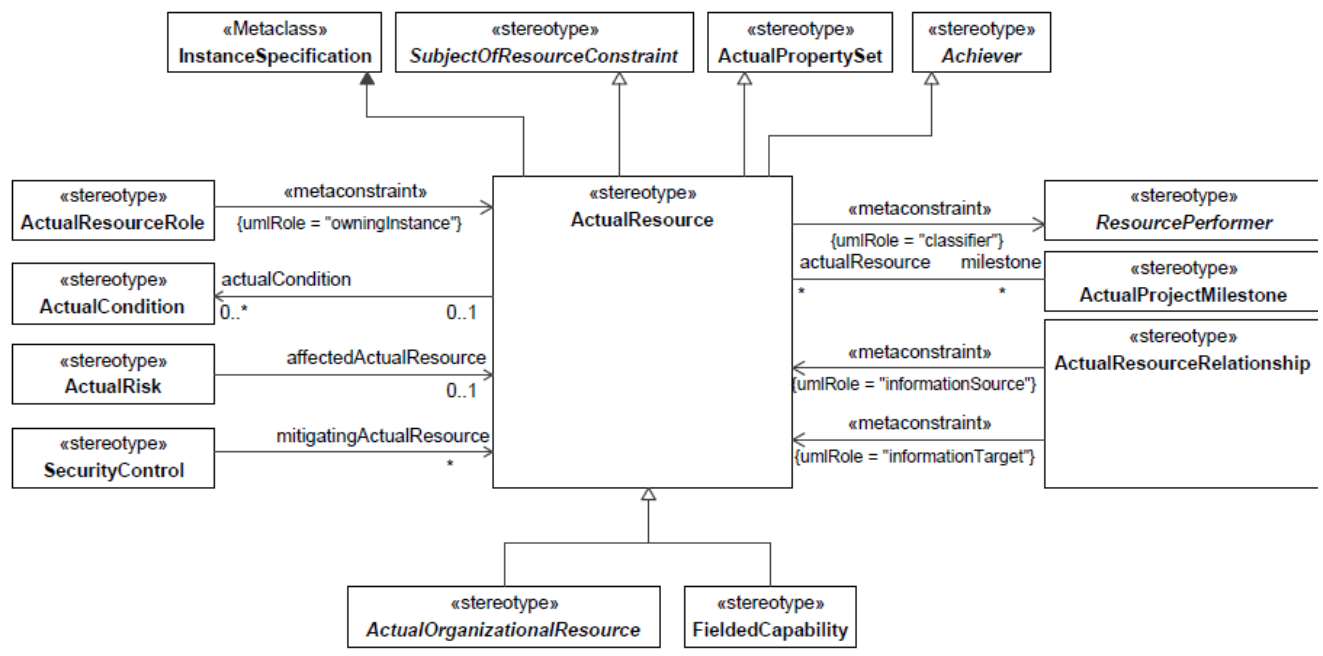 «Metaclass»
InstanceSpecification
«stereotype»
SubjectOfResourceConstraint
«stereotype»
ActualPropertySet
«stereotype»
Achiever
«stereotype»
ActualResourceRole
«metaconstraint»
{umlRole = "owningInstance"}
«stereotype»
ActualCondition
actualCondition
0..*
0..1
«stereotype»
ActualRisk
affectedActualResource
0..1
«stereotype»
SecurityControl
mitigatingActualResource
*
«stereotype»
ActualResource
«metaconstraint»
{umlRole = "classifier"}
«stereotype»
ResourcePerformer
actualResource
milestone
*
*
«stereotype»
ActualProjectMilestone
«metaconstraint»
{umlRole = "informationSource"}
«metaconstraint»
{umlRole = "informationTarget"}
«stereotype»
ActualResourceRelationship
«stereotype»
ActualOrganizationalResource
«stereotype»
FieldedCapability